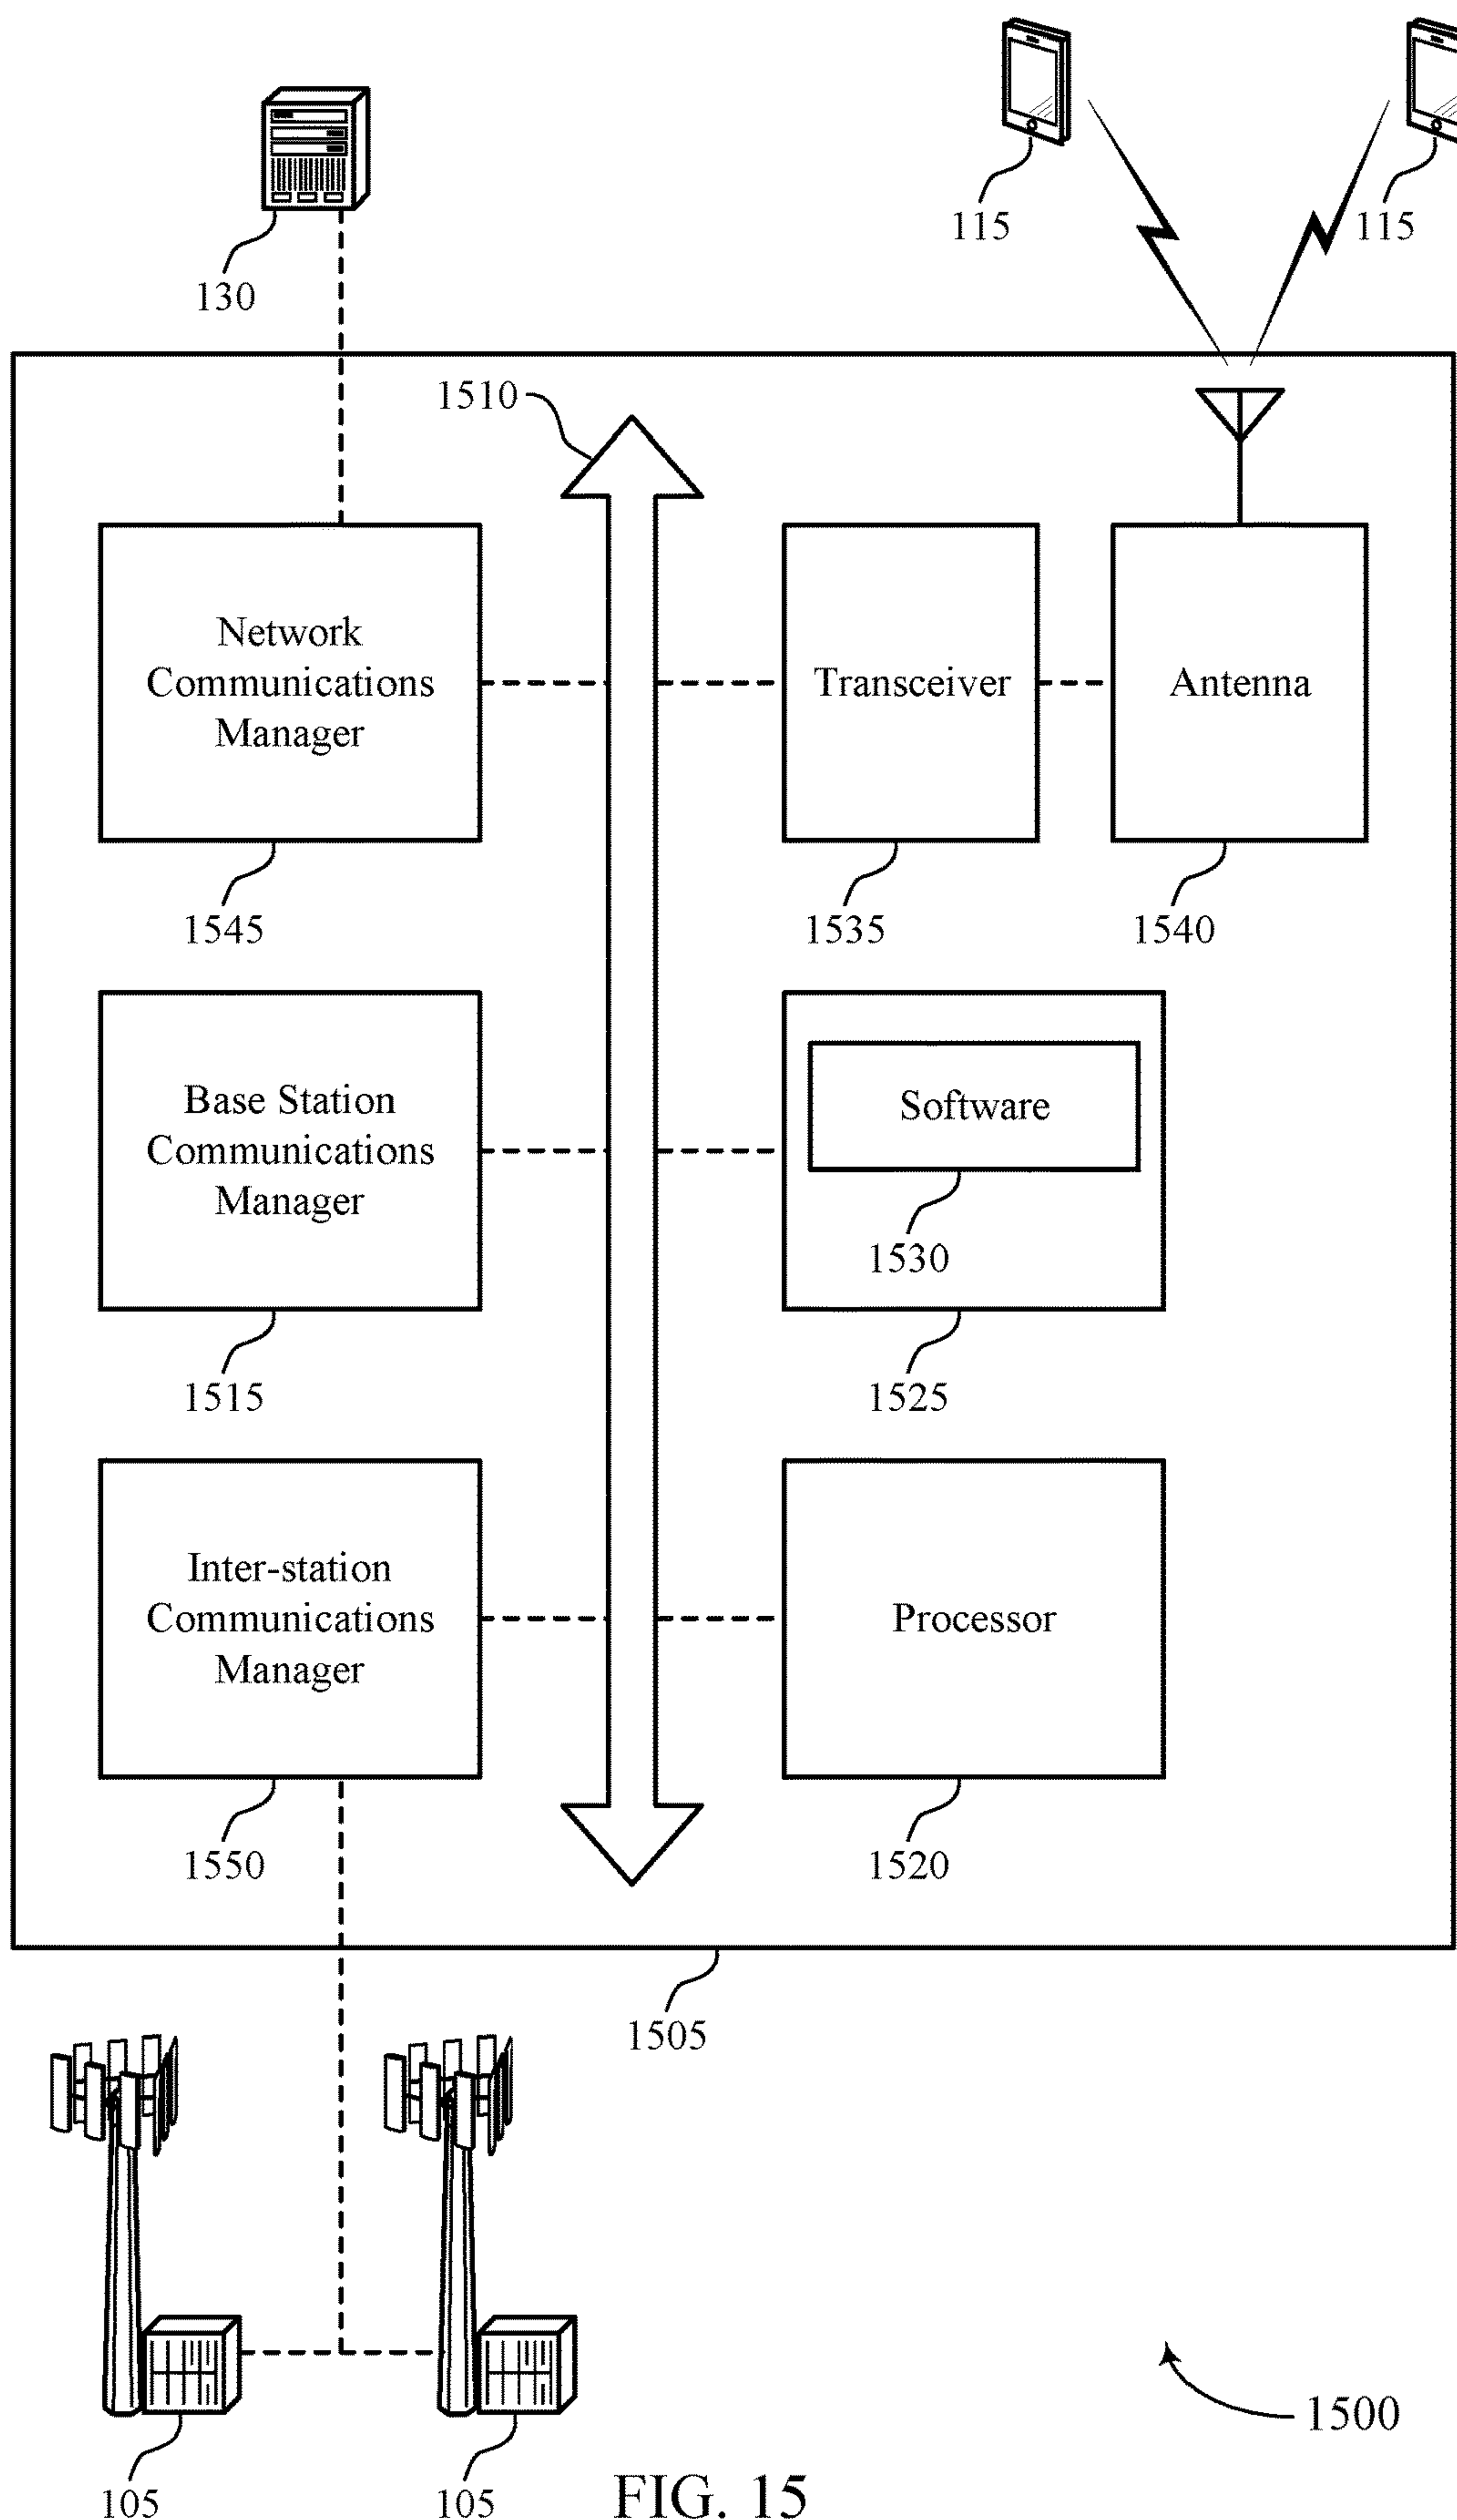 115
115
130
1510
Network
Communications
Manager
Transceiver
Antenna
1545
1535
1540
Base Station
Communications
Manager
Software
1530
1515
1525
Inter-station
Communications
Manager
Processor
1550
1520
1505
1500
105
105
FIG. 15